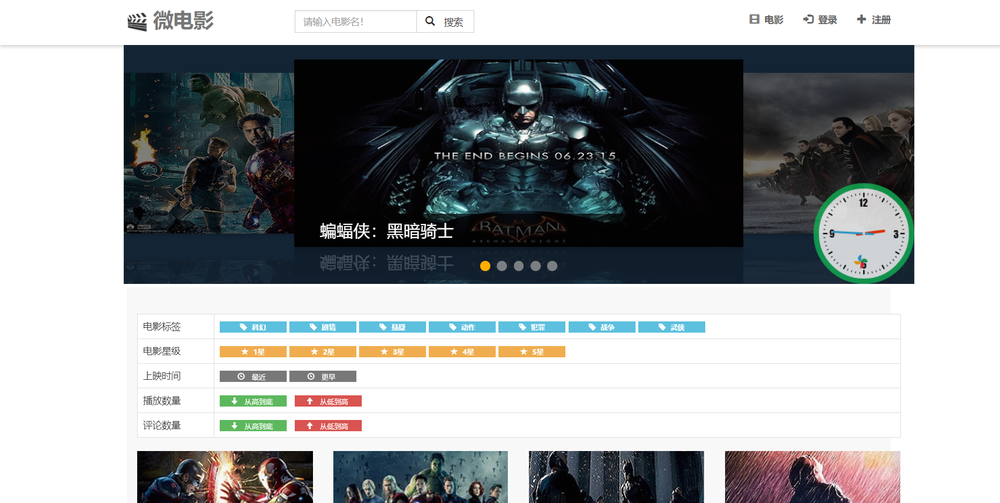 微电影
请输入电影名!
搜索
电影
登录
注册
THE END BEGINS 06.23.15
BATMAN
ARKHAM KNIGHT
蝙蝠侠：黑暗骑士
MARVEL
12
9
3
6
电影标签
科幻
剧情
悬疑
动作
犯罪
战争
武侠
电影星级
1星
2星
3星
4星
5星
上映时间
最近
更早
播放数量
从高到底
从低到高
评论数量
从高到底
从低到高